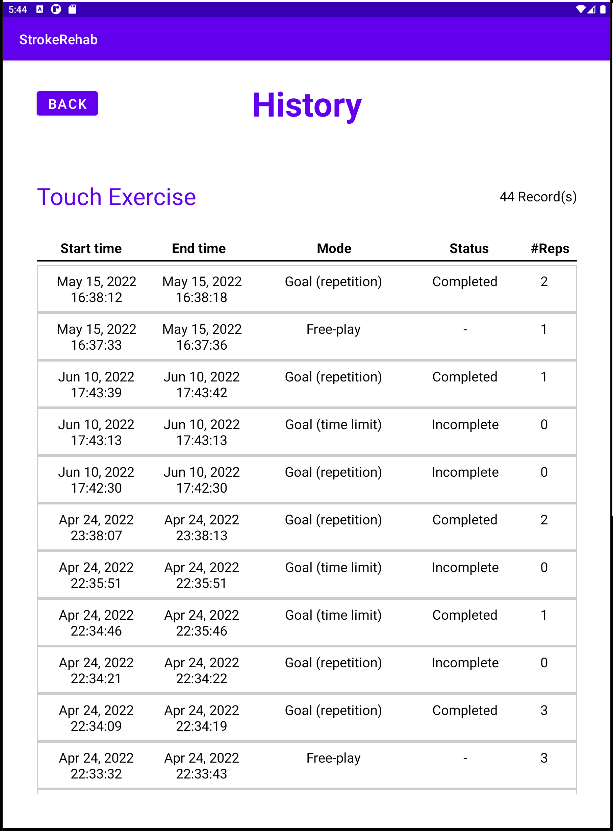 5:44
StrokeRehab
BACK
History
Touch Exercise
44 Record(s)
Start time End time Mode Status #Reps
May 15, 2022 May 15, 2022 Goal (repetition) Completed 2
16:38:12 16:38:18
May 15, 2022 May 15, 2022 Free-play - 1
16:37:33 16:37:36
Jun 10, 2022 Jun 10, 2022 Goal (repetition) Completed 1
17:43:39 17:43:42
Jun 10, 2022 Jun 10, 2022 Goal (time limit) Incomplete 0
17:43:13 17:43:13
Jun 10, 2022 Jun 10, 2022 Goal (repetition) Incomplete 0
17:42:30 17:42:30
Apr 24, 2022 Apr 24, 2022 Goal (repetition) Completed 2
23:38:07 23:38:13
Apr 24, 2022 Apr 24, 2022 Goal (time limit) Incomplete 0
22:35:51 22:35:51
Apr 24, 2022 Apr 24, 2022 Goal (time limit) Completed 1
22:34:46 22:35:46
Apr 24, 2022 Apr 24, 2022 Goal (repetition) Incomplete 0
22:34:21 22:34:22
Apr 24, 2022 Apr 24, 2022 Goal (repetition) Completed 3
22:34:09 22:34:19
Apr 24, 2022 Apr 24, 2022 Free-play - 3
22:33:32 22:33:43